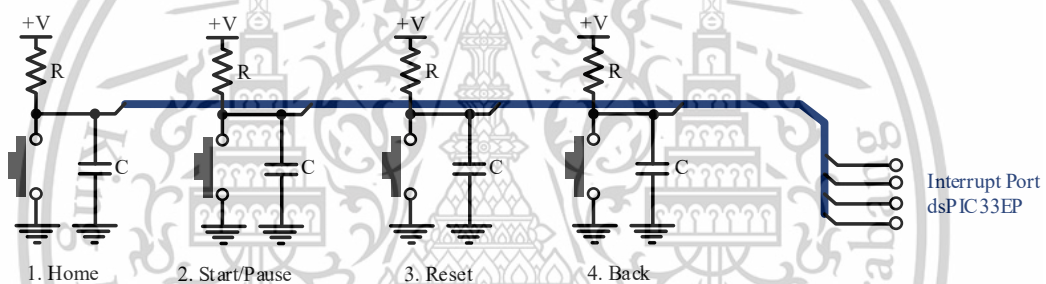 +V +V +V +V
R R R R
C C C C
Interrupt Port
dsPIC33EP
1. Home 2. Start/Pause 3. Reset 4. Back